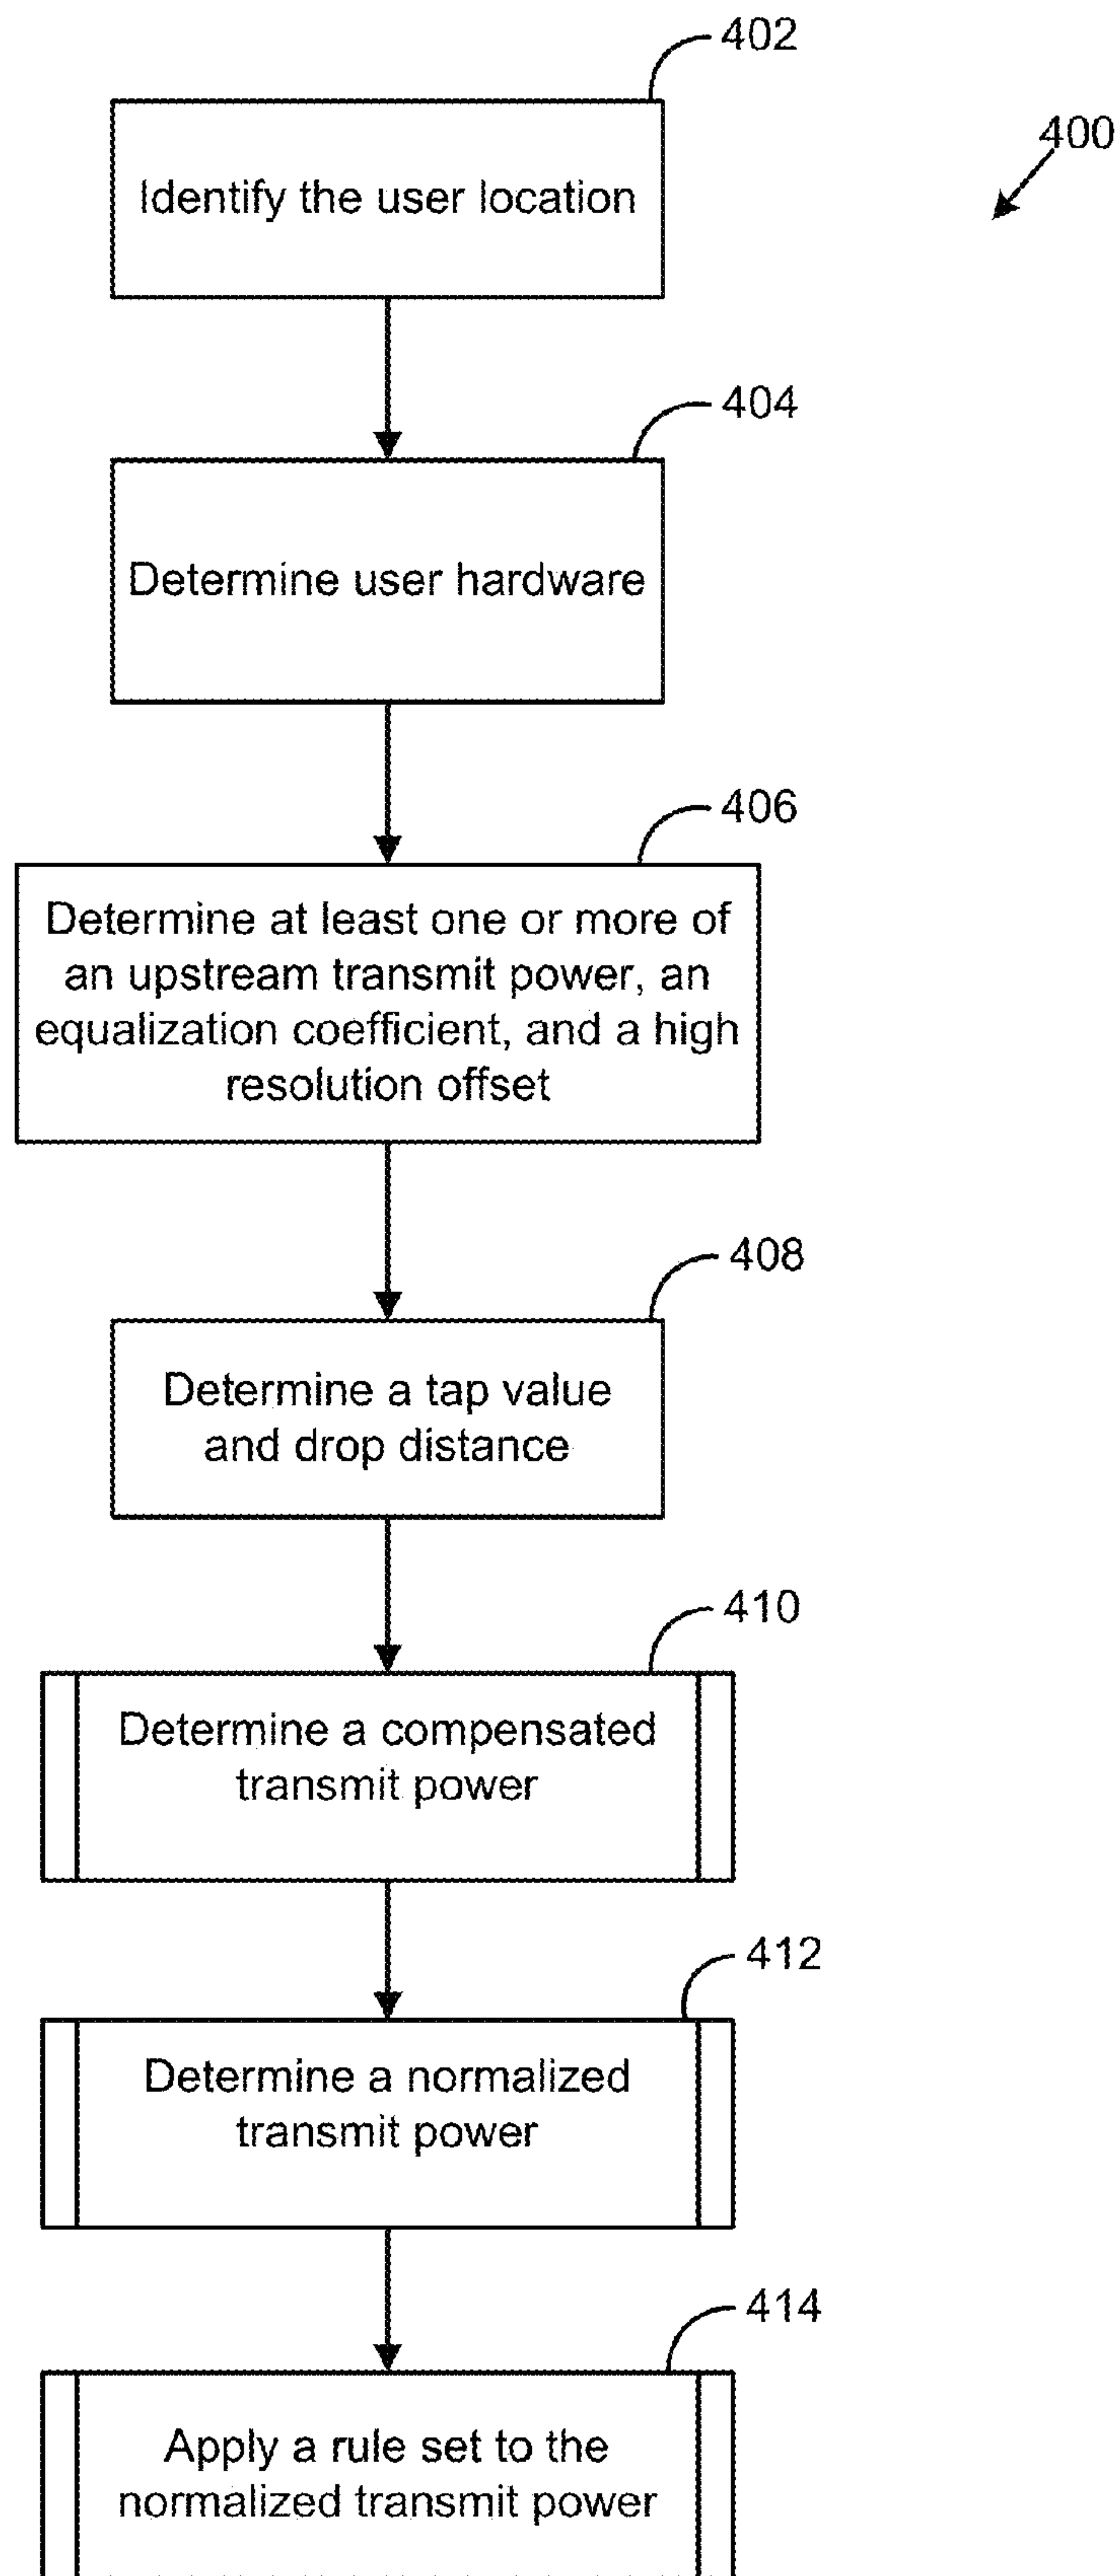 402
400
Identify the user location
404
Determine user hardware
406
Determine at least one or more of
an upstream transmit power, an
equalization coefficient, and a high
resolution offset
408
Determine a tap value
and drop distance
410
Determine a compensated
transmit power
412
Determine a normalized
transmit power
414
Apply a rule set to the
normalized transmit power